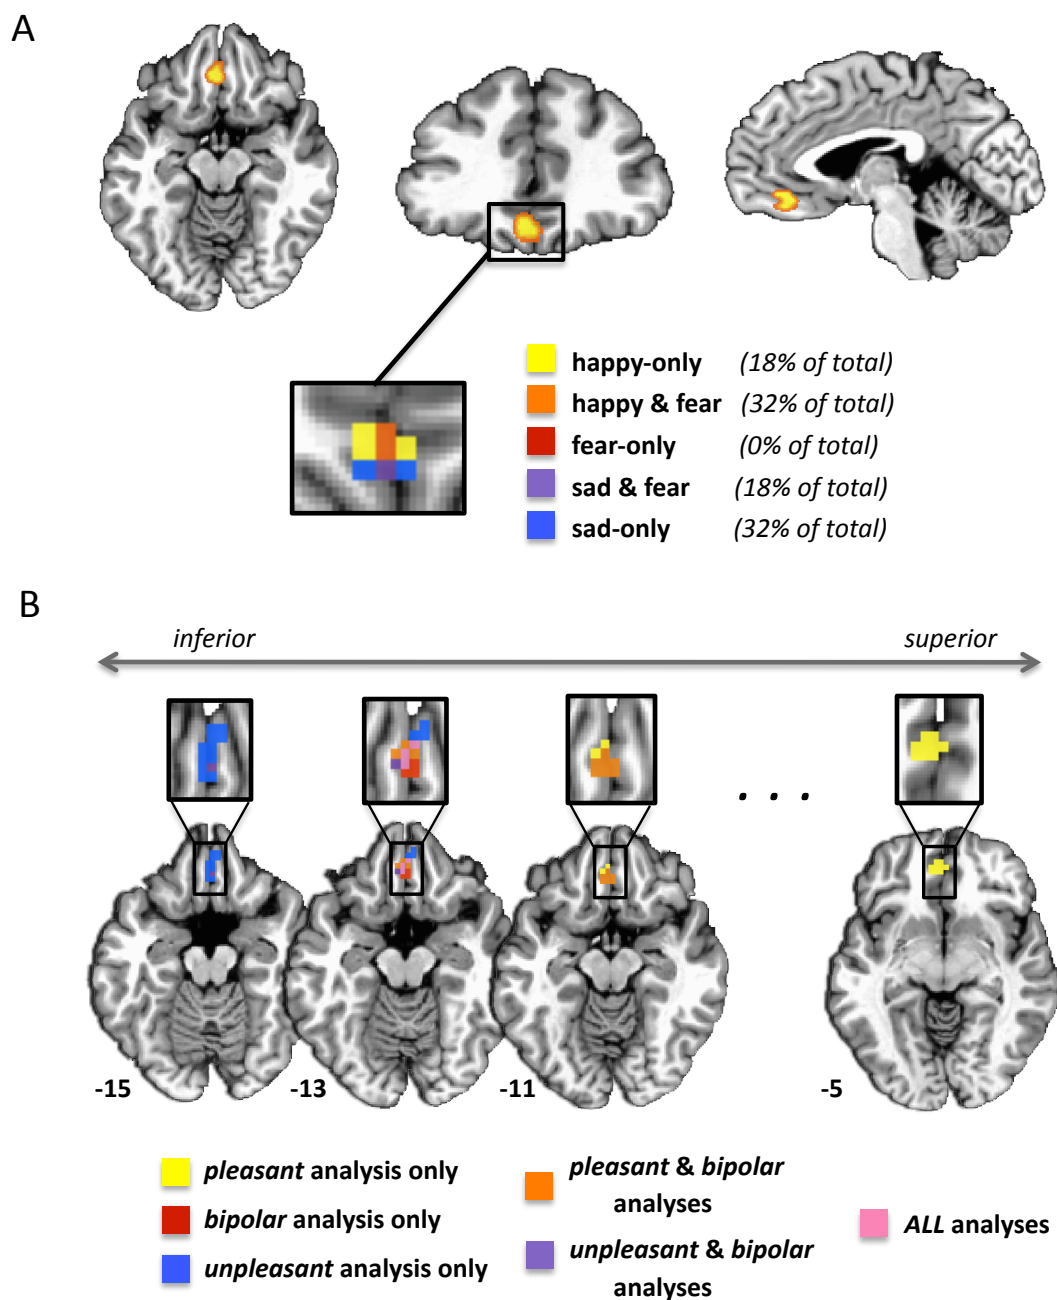 A
happy-only (18% of total)
happy & fear (32% of total)
fear-only (0% of total)
sad & fear (18% of total)
sad-only (32% of total)
B
inferior superior
. . .
-15 -13 -11 -5
pleasant analysis only
bipolar analysis only
unpleasant analysis only
pleasant & bipolar
analyses
unpleasant & bipolar
analyses
ALL analyses